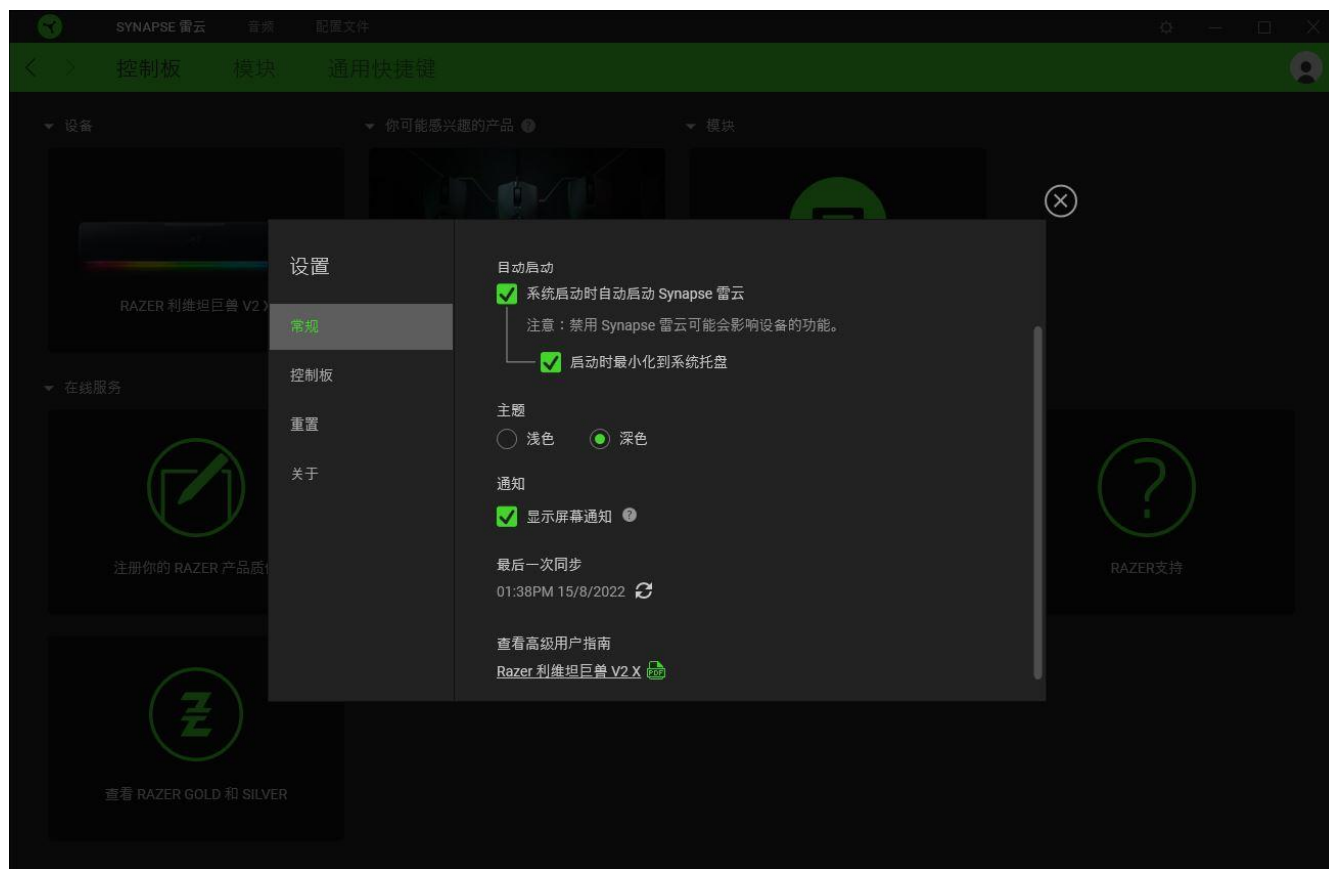 SYNAPSE 雷云
音频
配置文件
控制板
模块
通用快捷键
设备
你可能感兴趣的产品
模块
RAZER 利维坦巨兽 V2 X
在线服务
注册你的 RAZER 产品质
RAZER支持
查看 RAZER GOLD 和 SILVER
设置
常规
控制板
重置
关于
自动启动
系统启动时自动启动 Synapse 雷云
注意：禁用 Synapse 雷云可能会影响设备的功能。
启动时最小化到系统托盘
主题
浅色
深色
通知
显示屏幕通知
最后一次同步
01:38PM 15/8/2022
查看高级用户指南
Razer 利维坦巨兽 V2 X
PDF